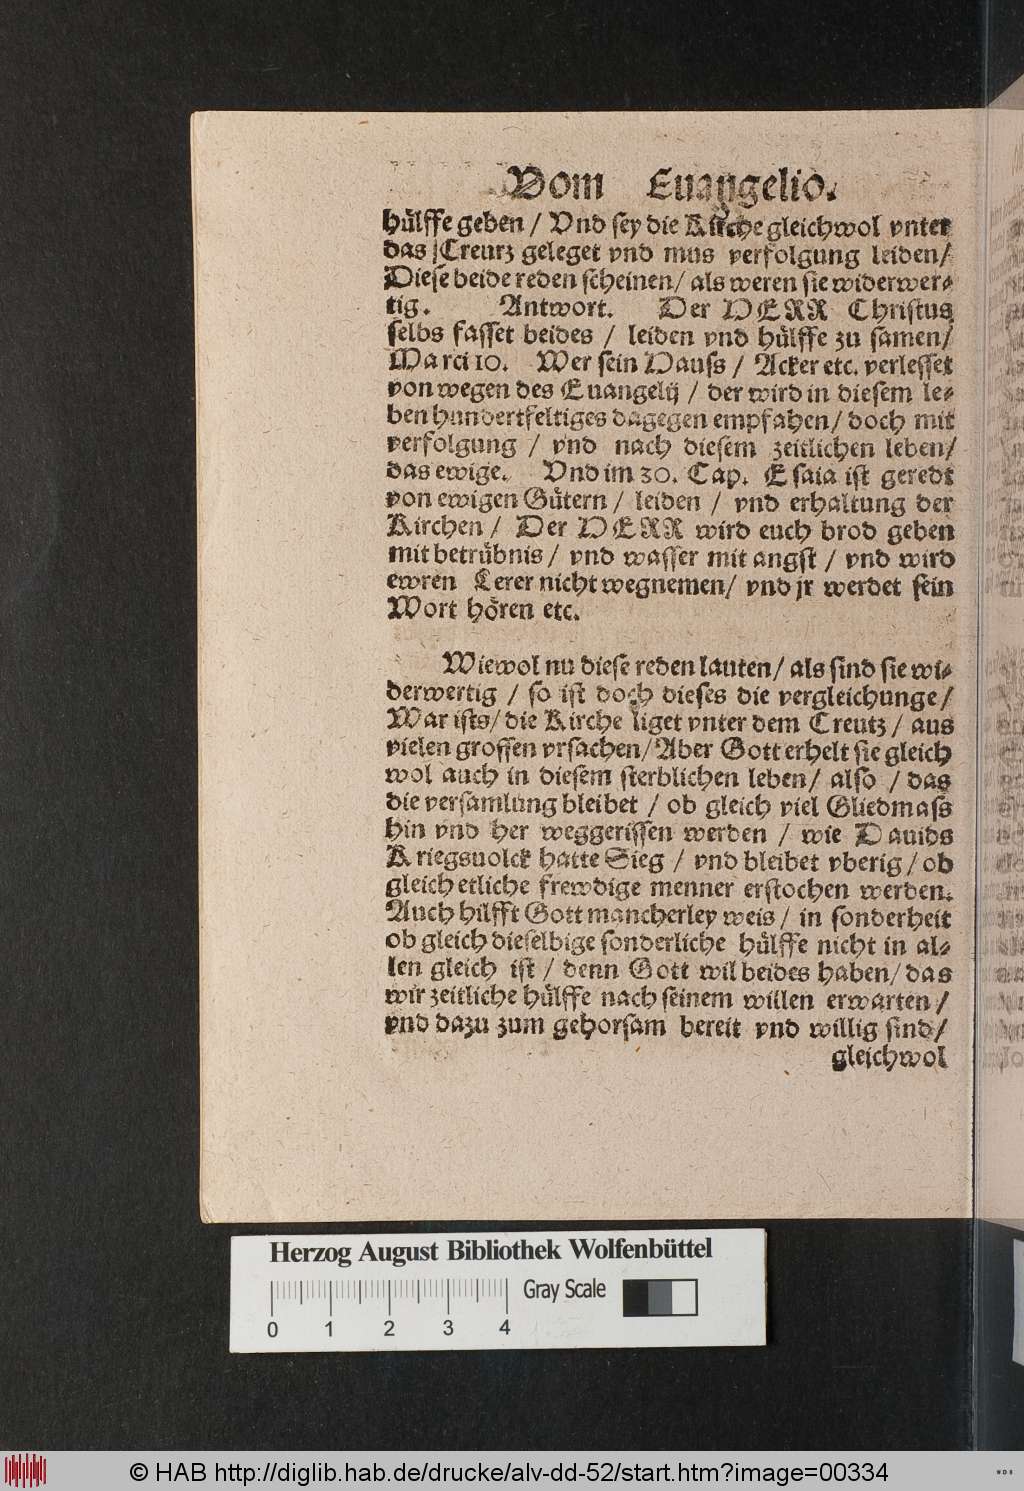 Vom Euangelio.
hülffe geben / Vnd sey die Kirche gleichwol vnter
das Creutz geleget vnd mus verfolgung leiden/
Diese beide reden scheinen/ als weren sie widerwer-
tig. Antwort. Der HERR Christus
selbs fasset beides / leiden vnd hülffe zu samen/
Marci 10. Wer sein Hauss / Acker etc. verlesset
von wegen des Euangelij / der wird in diesem le-
ben hundertfeltiges dagegen empfahen/ doch mit
verfolgung / vnd nach diesem zeitlichen leben/
das ewige. Vnd im 30. Cap. Esaia ist geredt
von ewigen Gütern / leiden / vnd erhaltung der
Kirchen / Der HERR wird euch brod geben
mit betrübnis / vnd wasser mit angst / vnd wird
ewren Lerer nicht wegnemen/ vnd jr werdet sein
Wort hören etc.
Wiewol nu diese reden lauten/ als sind sie wi-
derwertig / so ist doch dieses die vergleichunge/
War ists/ die Kirche liget vnter dem Creutz / aus
vielen grossen vrsachen/ Aber Gott erhelt sie gleich
wol auch in diesem sterblichen leben/ also / das
die versamlung bleibet / ob gleich viel Gliedmass
hin vnd her weggerissen werden / wie Dauids
Kriegsuolck hatte Sieg / vnd bleibet vberig / ob
gleich etliche frewdige menner erstochen werden.
Auch hilfft Gott mancherley weis / in sonderheit
ob gleich dieselbige sonderliche hülffe nicht in al-
len gleich ist / denn Gott wil beides haben/ das
wir zeitliche hülffe nach seinem willen erwarten /
vnd dazu zum gehorsam bereit vnd willig sind/
gleichwol
Herzog August Bibliothek Wolfenbüttel
Gray Scale
0 1 2 3 4
© HAB http://diglib.hab.de/drucke/alv-dd-52/start.htm?image=00334